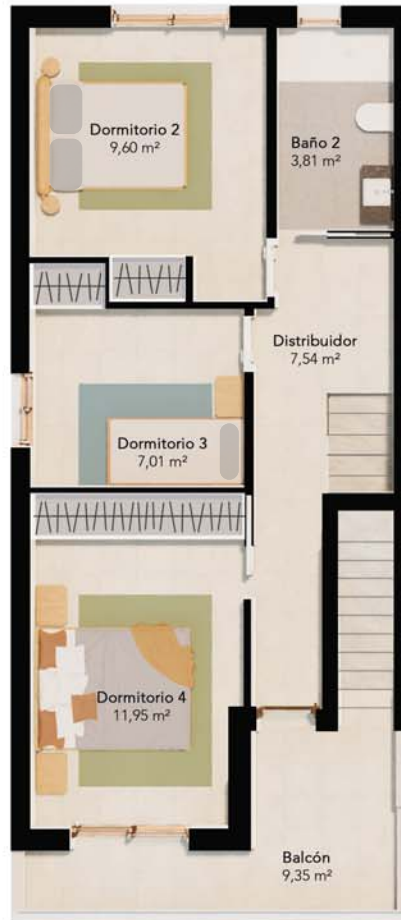 Dormitorio 2
9,60 m²
Baño 2
3,81 m²
Distribuidor
7,54 m²
Dormitorio 3
7,01 m²
Dormitorio 4
11,95 m²
Balcón
9,35 m²